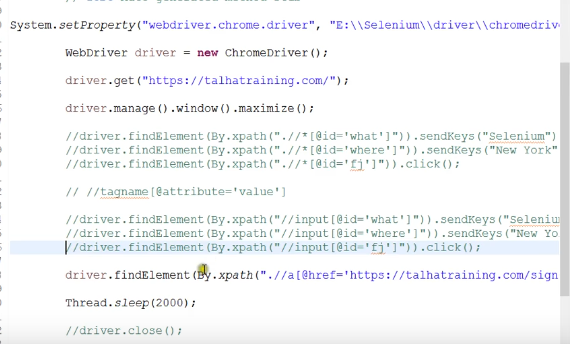 System.setProperty("webdriver.chrome.driver", "E:\\Selenium\\driver\\chromedriv
WebDriver driver = new ChromeDriver();
driver.get("https://talhatraining.com/");
driver.manage().window().maximize();
//driver.findElement(By.xpath(".//*[@id='what']")).sendKeys("Selenium")
//driver.findElement(By.xpath(".//*[@id='where']")).sendKeys("New York"
//driver.findElement(By.xpath(".//*[@id='fj']")).click();
// //tagname[@attribute='value']
//driver.findElement(By.xpath("//input[@id='what']")).sendKeys("Seleniu
//driver.findElement(By.xpath("//input[@id='where']")).sendKeys("New Yo
//driver.findElement(By.xpath("//input[@id='fj']")).click();
driver.findElement(By.xpath(".//a[@href='https://talhatraining.com/sign
Thread.sleep(2000);
//driver.close();